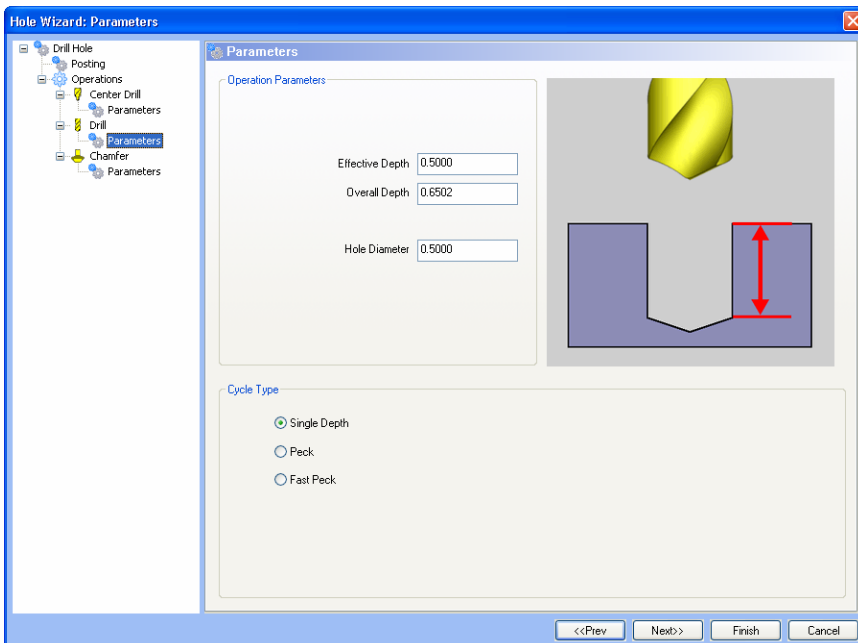 Hole Wizard: Parameters
Drill Hole
Posting
Operations
Center Drill
Parameters
Drill
Parameters
Chamfer
Parameters
Parameters
Operation Parameters
Effective Depth 0.5000
Overall Depth 0.6502
Hole Diameter 0.5000
Cycle Type
Single Depth
Peck
Fast Peck
<<Prev Next>> Finish Cancel